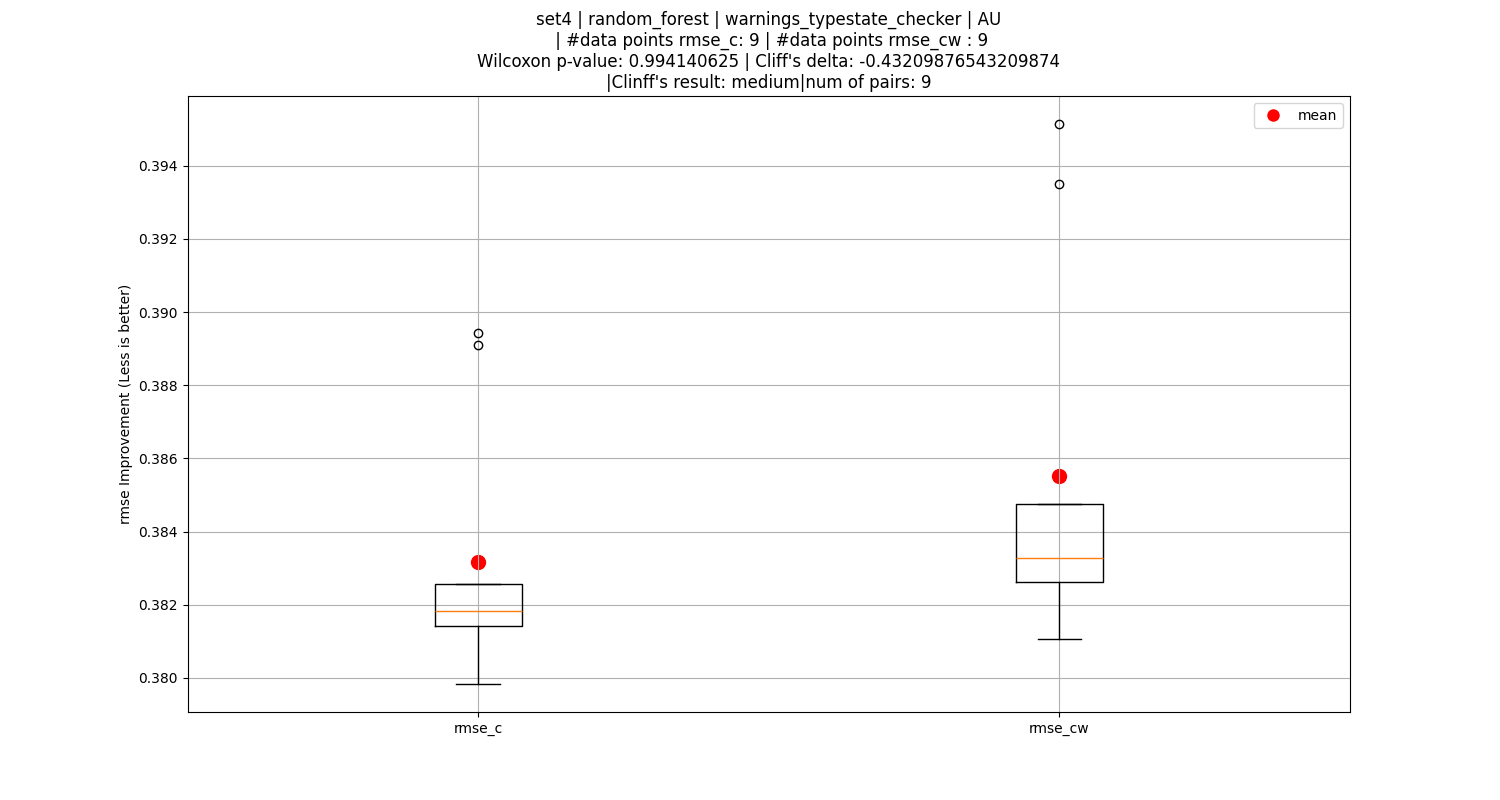 set4 | random_forest | warnings_typestate_checker | AU
| #data points rmse_c: 9 | #data points rmse_cw : 9
Wilcoxon p-value: 0.994140625 | Cliff's delta: -0.43209876543209874
|Clinff's result: medium|num of pairs: 9
mean
0.394
0.392
0.390
0.388
0.386
0.384
0.382
0.380
rmse Improvement (Less is better)
rmse_c
rmse_cw